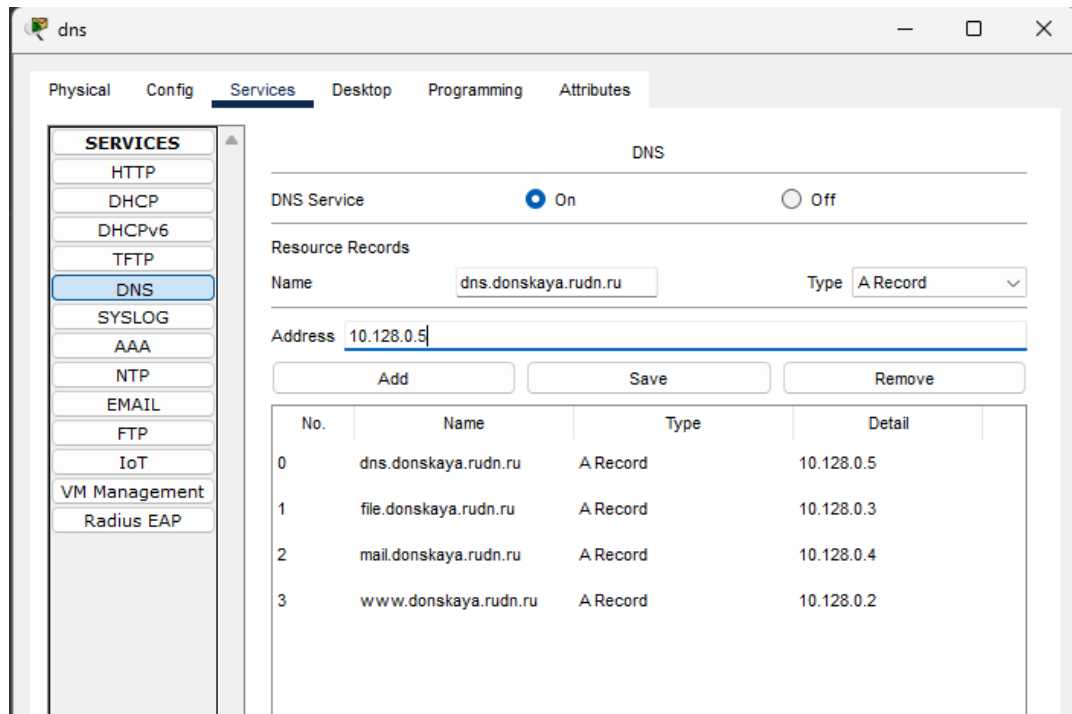 dns
Physical Config Services Desktop Programming Attributes
SERVICES
HTTP
DHCP
DHCPv6
TFTP
DNS
SYSLOG
AAA
NTP
EMAIL
FTP
IoT
VM Management
Radius EAP
DNS
DNS Service On Off
Resource Records
Name dns.donskaya.rudn.ru Type A Record
Address 10.128.0.5
Add Save Remove
No. Name Type Detail
0 dns.donskaya.rudn.ru A Record 10.128.0.5
1 file.donskaya.rudn.ru A Record 10.128.0.3
2 mail.donskaya.rudn.ru A Record 10.128.0.4
3 www.donskaya.rudn.ru A Record 10.128.0.2